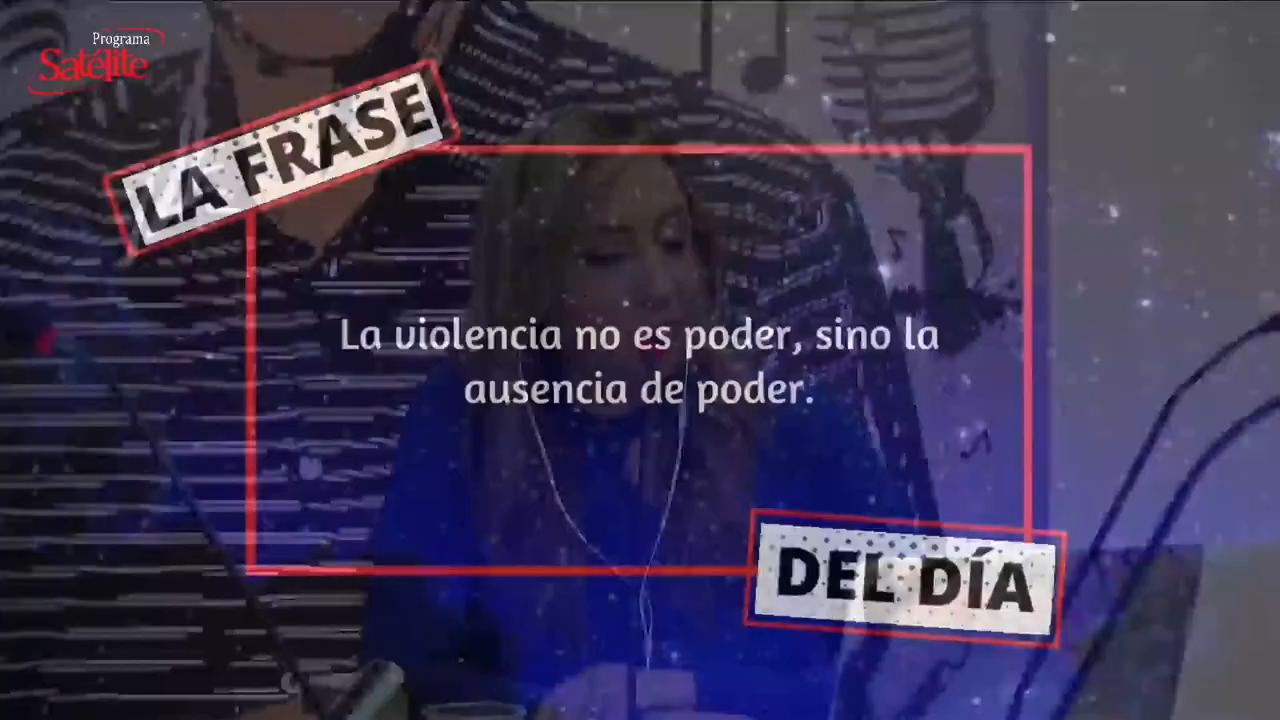 Programa
Satélite
LA FRASE
La violencia no es poder, sino la
ausencia de poder.
DEL DÍA